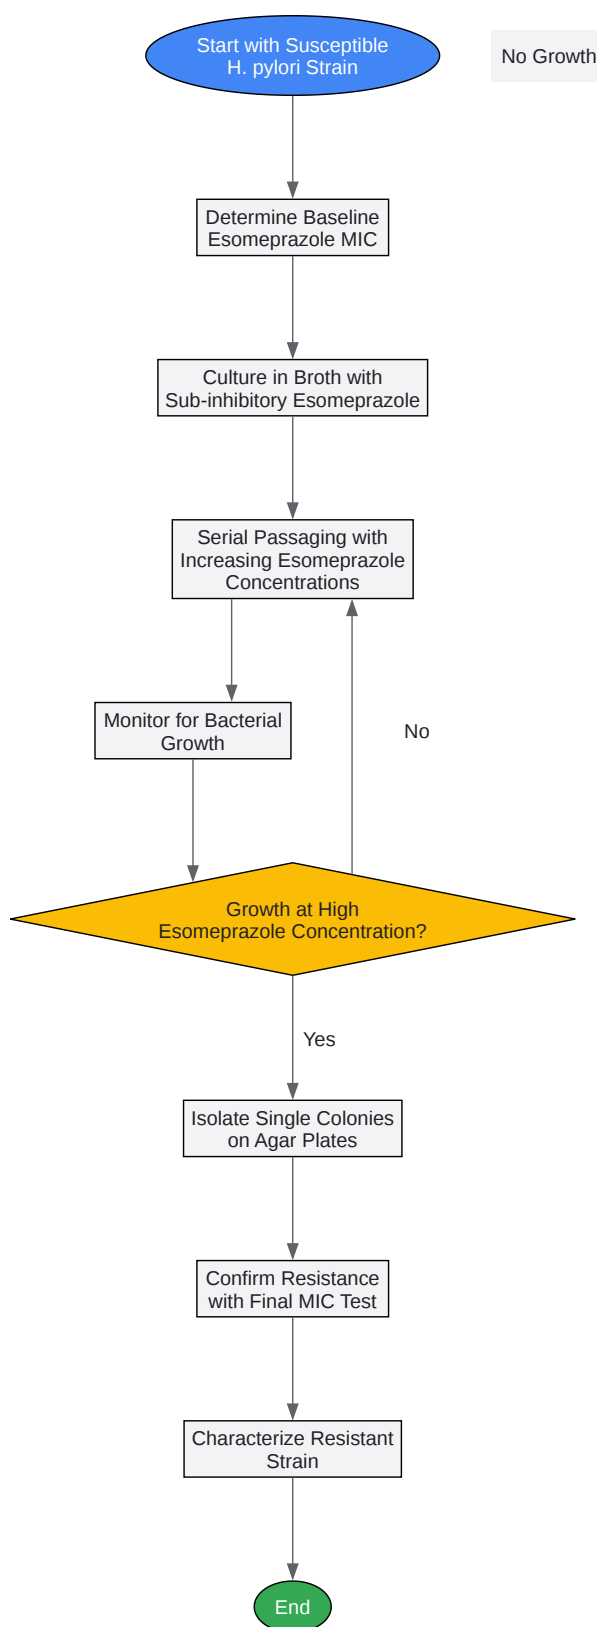 Start with Susceptible
H. pylori Strain
No Growth
Determine Baseline
Esomeprazole MIC
Culture in Broth with
Sub-inhibitory Esomeprazole
Serial Passaging with
Increasing Esomeprazole
Concentrations
Monitor for Bacterial
Growth
No
Growth at High
Esomeprazole Concentration?
Yes
Isolate Single Colonies
on Agar Plates
Confirm Resistance
with Final MIC Test
Characterize Resistant
Strain
End